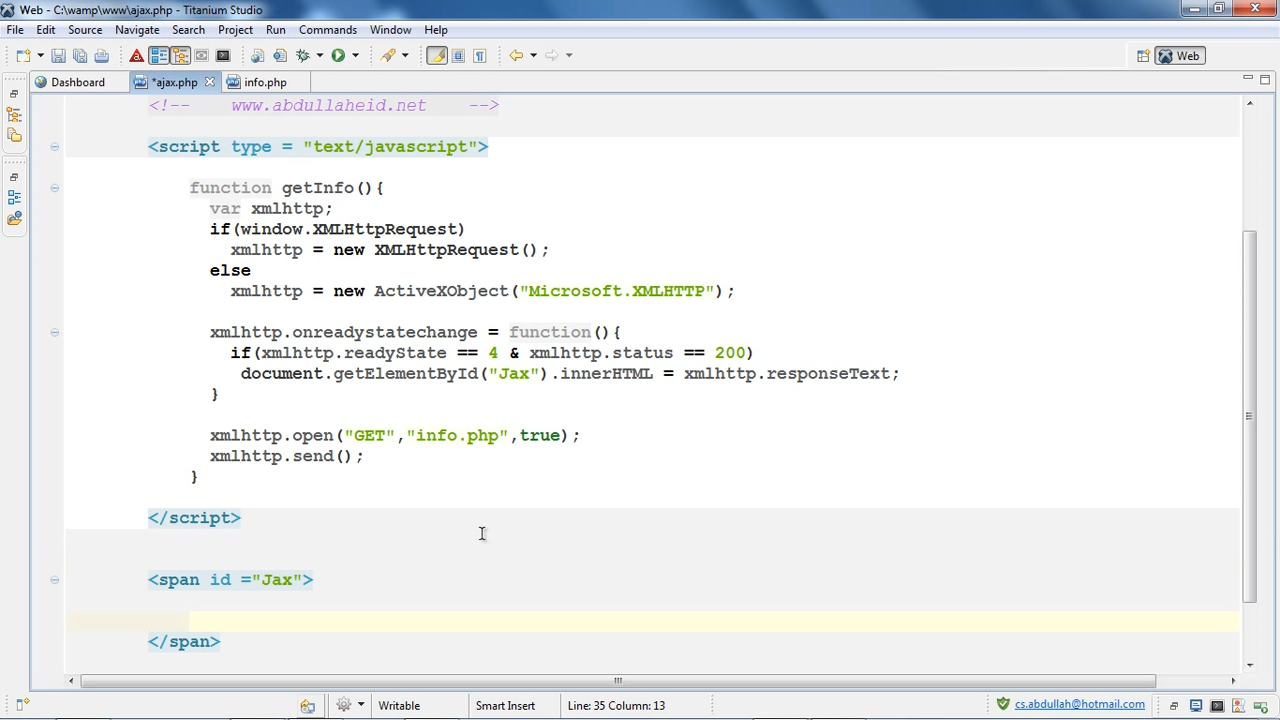 Web - C:\wamp\www\ajax.php - Titanium Studio
File Edit Source Navigate Search Project Run Commands Window Help
Web
Dashboard *ajax.php info.php
<!-- www.abdullaheid.net -->
<script type = "text/javascript">
function getInfo(){
var xmlhttp;
if(window.XMLHttpRequest)
xmlhttp = new XMLHttpRequest();
else
xmlhttp = new ActiveXObject("Microsoft.XMLHTTP");
xmlhttp.onreadystatechange = function(){
if(xmlhttp.readyState == 4 & xmlhttp.status == 200)
document.getElementById("Jax").innerHTML = xmlhttp.responseText;
}
xmlhttp.open("GET","info.php",true);
xmlhttp.send();
}
</script>
<span id ="Jax">
</span>
Writable Smart Insert Line: 35 Column: 13 cs.abdullah@hotmail.com